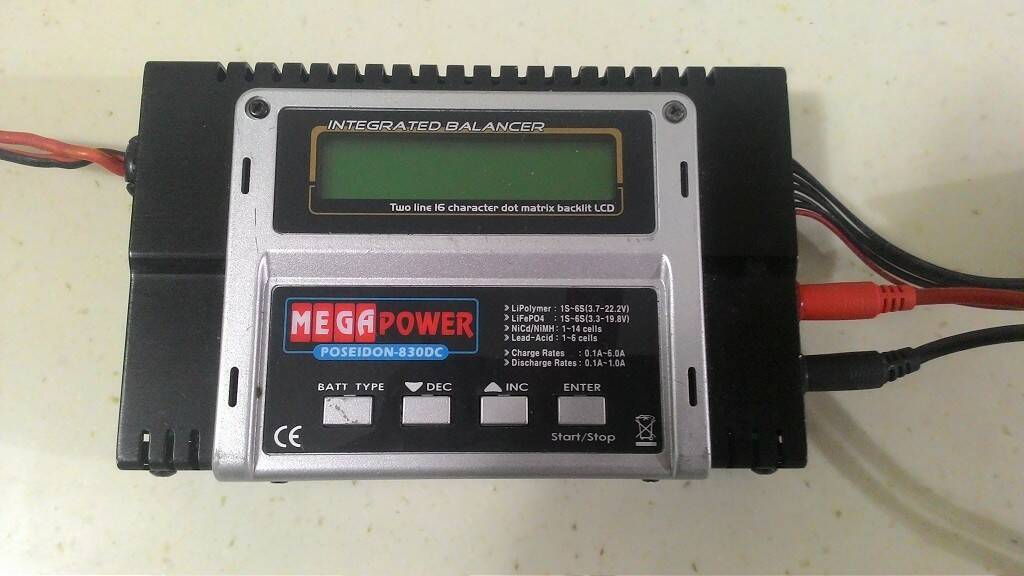 INTEGRATED BALANCER
Two line 16 character dot matrix backlit LCD
MEGAPOWER
POSEIDON-830DC
> LiPolymer : 1S~6S(3.7~22.2V)
> LiFePO4 : 1S~6S(3.3~19.8V)
> NiCd/NiMH: 1~14 cells
> Lead-Acid : 1~6 cells
> Charge Rates : 0.1A~6.0A
> Discharge Rates : 0.1A~1.0A
BATT TYPE ▼ DEC ▲ INC ENTER
CE Start/Stop